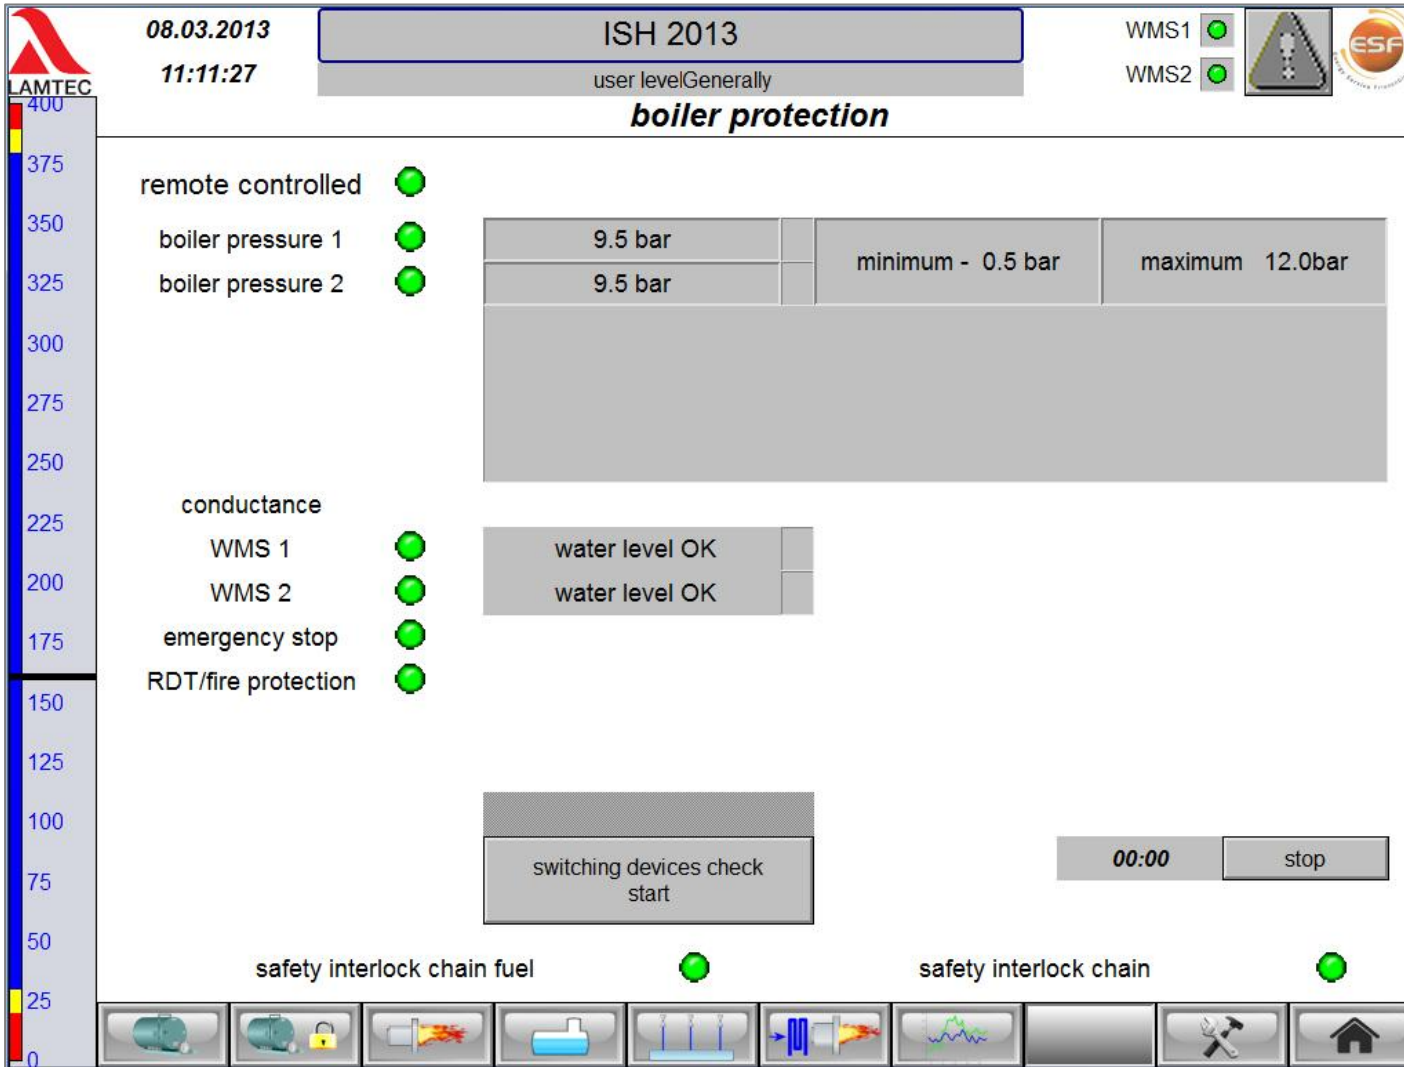 08.03.2013
ISH 2013
WMS1
ESF
11:11:27
user levelGenerally
WMS2
LAMTEC
boiler protection
400
375
350
325
300
275
250
225
200
175
150
125
100
75
50
25
0
remote controlled
boiler pressure 1
9.5 bar
minimum - 0.5 bar
maximum 12.0bar
boiler pressure 2
9.5 bar
conductance
WMS 1
water level OK
WMS 2
water level OK
emergency stop
RDT/fire protection
switching devices check
start
00:00
stop
safety interlock chain fuel
safety interlock chain